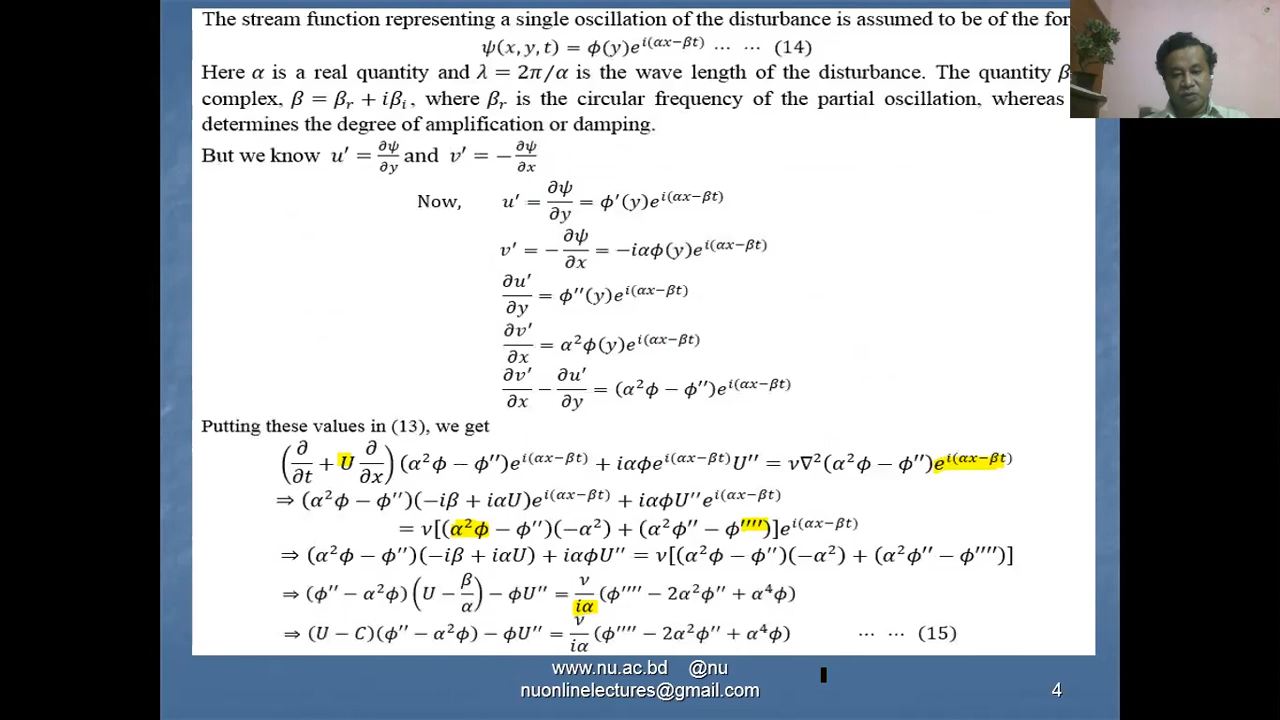 The stream function representing a single oscillation of the disturbance is assumed to be of the for
ψ(x, y, t) = ϕ(y)e^{i(αx−βt)} ⋯ ⋯ (14)
Here α is a real quantity and λ = 2π/α is the wave length of the disturbance. The quantity β
complex, β = β_r + iβ_i, where β_r is the circular frequency of the partial oscillation, whereas
determines the degree of amplification or damping.
But we know u′ = ∂ψ/∂y and v′ = −∂ψ/∂x
Now, u′ = ∂ψ/∂y = ϕ′(y)e^{i(αx−βt)}
v′ = −∂ψ/∂x = −iαϕ(y)e^{i(αx−βt)}
∂u′/∂y = ϕ′′(y)e^{i(αx−βt)}
∂v′/∂x = α²ϕ(y)e^{i(αx−βt)}
∂v′/∂x − ∂u′/∂y = (α²ϕ − ϕ′′)e^{i(αx−βt)}
Putting these values in (13), we get
(∂/∂t + U ∂/∂x)(α²ϕ − ϕ′′)e^{i(αx−βt)} + iαϕe^{i(αx−βt)}U′′ = ν∇²(α²ϕ − ϕ′′)e^{i(αx−βt)}
⇒ (α²ϕ − ϕ′′)(−iβ + iαU)e^{i(αx−βt)} + iαϕU′′e^{i(αx−βt)}
= ν[(α²ϕ − ϕ′′)(−α²) + (α²ϕ′′ − ϕ′′′′)]e^{i(αx−βt)}
⇒ (α²ϕ − ϕ′′)(−iβ + iαU) + iαϕU′′ = ν[(α²ϕ − ϕ′′)(−α²) + (α²ϕ′′ − ϕ′′′′)]
⇒ (ϕ′′ − α²ϕ)(U − β/α) − ϕU′′ = ν/iα (ϕ′′′′ − 2α²ϕ′′ + α⁴ϕ)
⇒ (U − C)(ϕ′′ − α²ϕ) − ϕU′′ = ν/iα (ϕ′′′′ − 2α²ϕ′′ + α⁴ϕ) ⋯ ⋯ (15)
www.nu.ac.bd @nu
nuonlinelectures@gmail.com
4